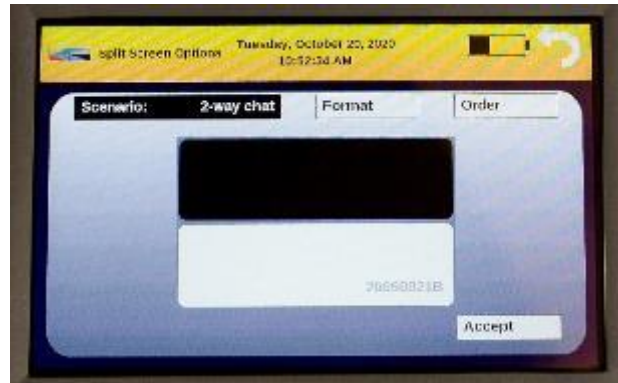 Split Screen Options
Tuesday, October 20, 2020
10:52:34 AM
Scenario: 2-way chat
Format
Order
Accept